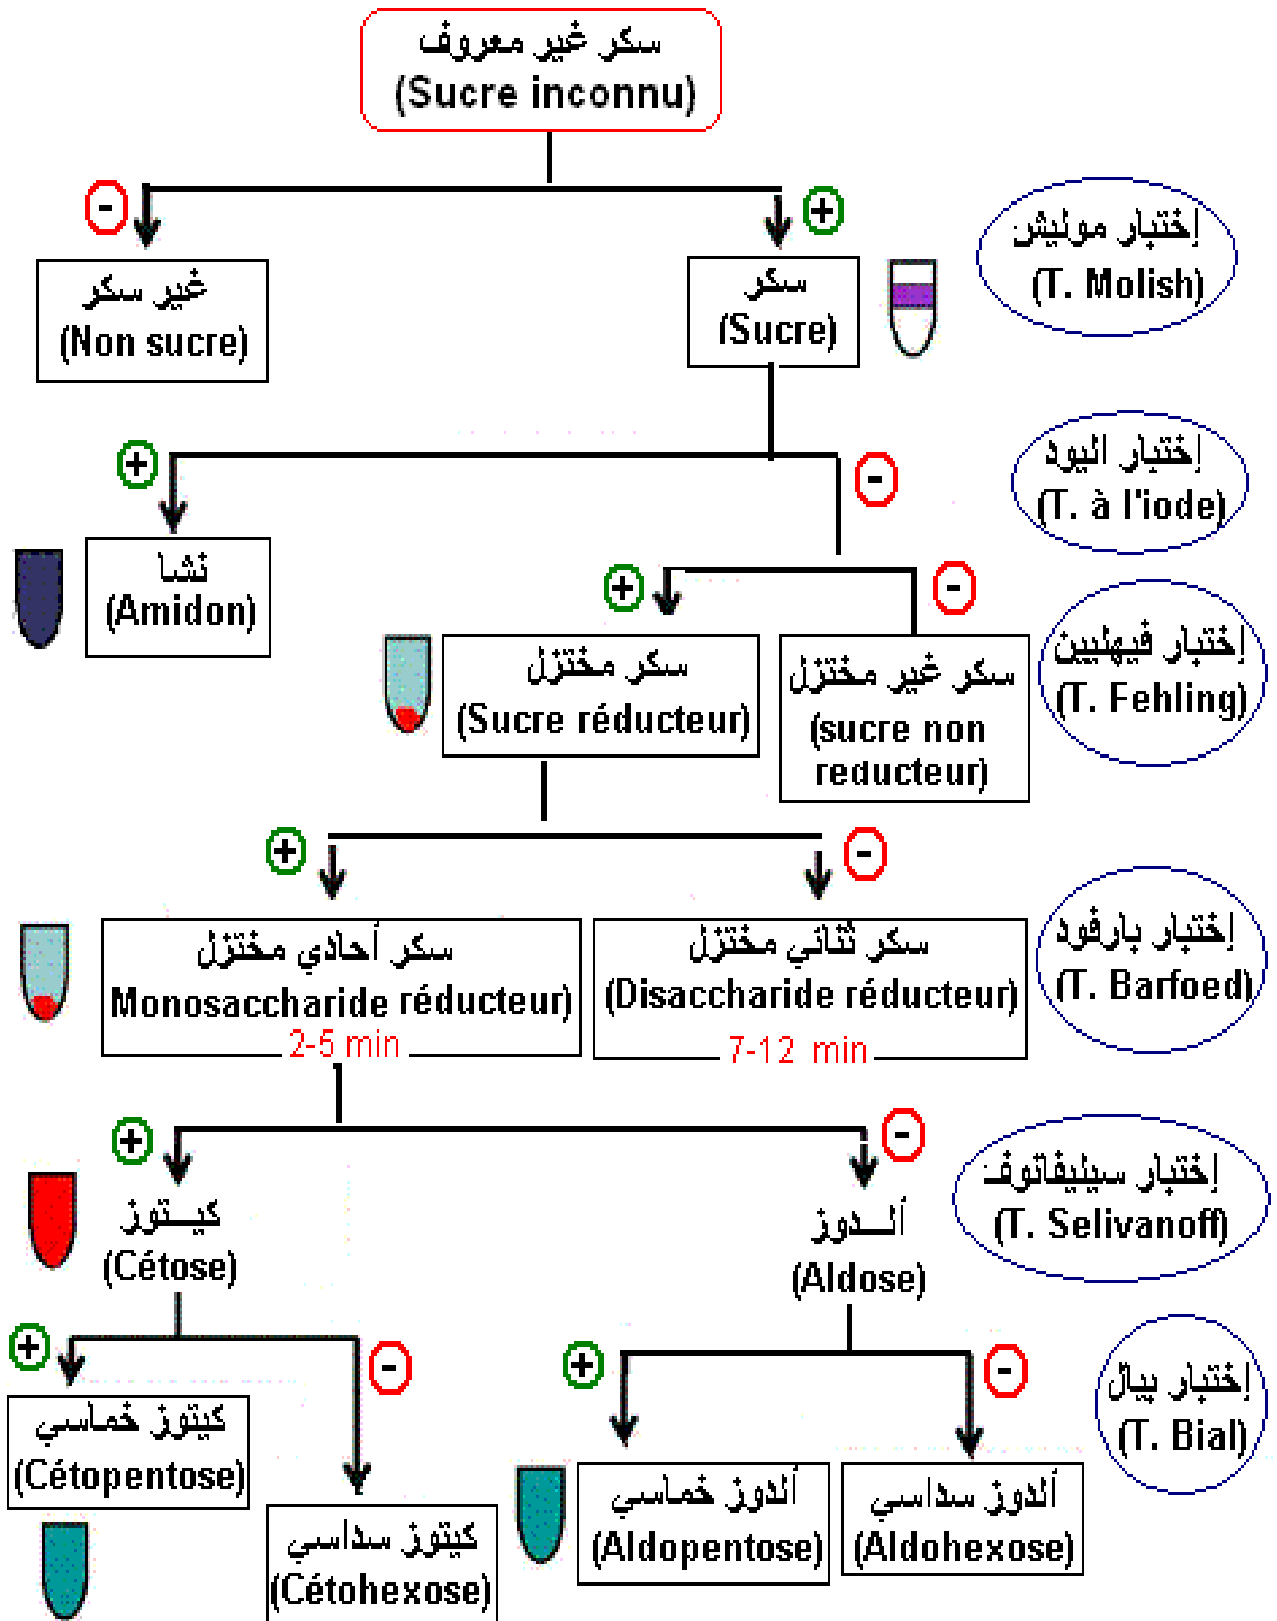 سكر غير معروف
(Sucre inconnu)
-
+
إختبار موليش
(T. Molish)
غير سكر
(Non sucre)
سكر
(Sucre)
+
-
إختبار اليود
(T. à l'iode)
نشا
(Amidon)
+
-
إختبار فيهليين
(T. Fehling)
سكر مختزل
(Sucre réducteur)
سكر غير مختزل
(sucre non
reducteur)
+
-
إختبار بارفود
(T. Barfoed)
سكر أحادي مختزل
Monosaccharide réducteur)
2-5 min
سكر ثنائي مختزل
(Disaccharide réducteur)
7-12 min
+
-
إختبار سيليفانوف
(T. Selivanoff)
كيــتوز
(Cétose)
ألــدوز
(Aldose)
+
-
+
-
إختبار بيال
(T. Bial)
كيتوز خماسي
(Cétopentose)
كيتوز سداسي
(Cétohexose)
ألدوز خماسي
(Aldopentose)
ألدوز سداسي
(Aldohexose)